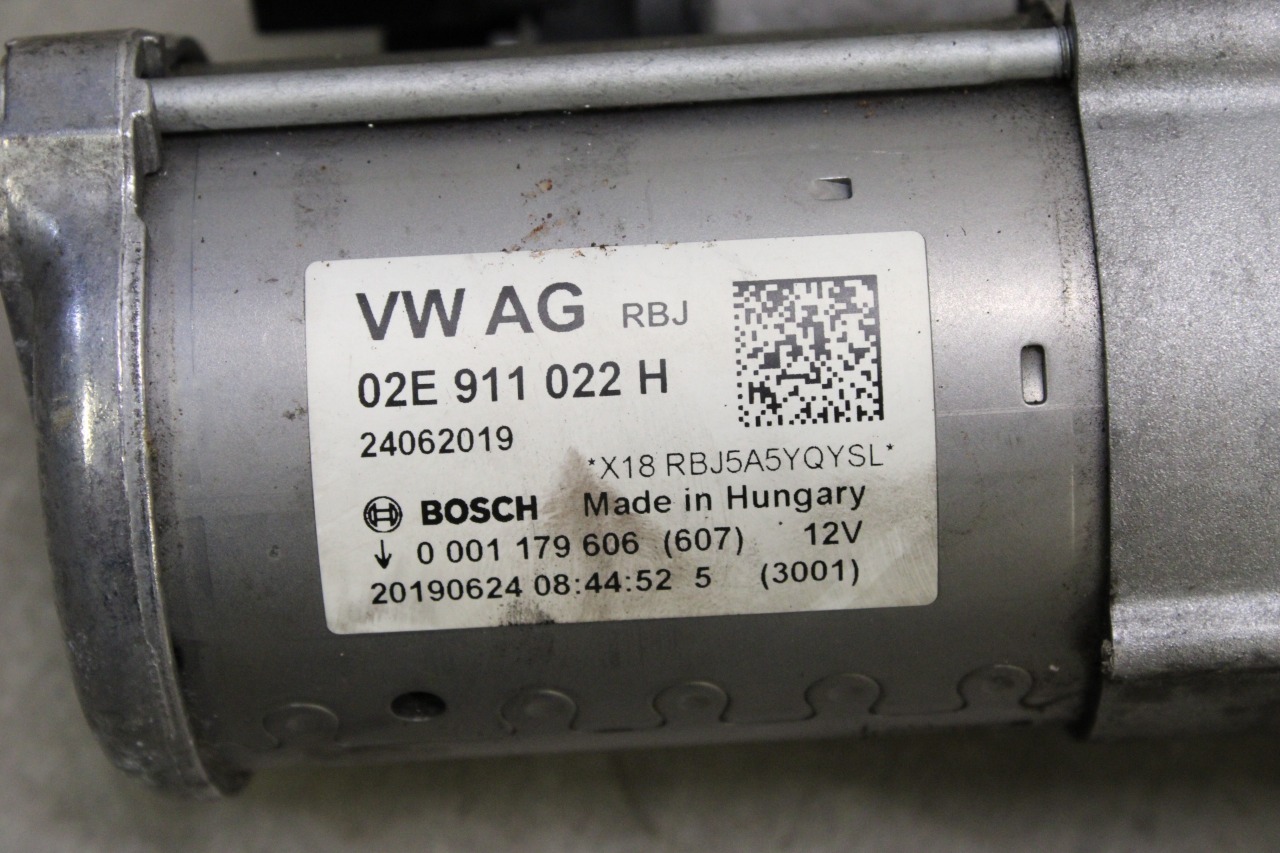 VW AG RBJ
02E 911 022 H
24062019
*X18 RBJ5A5YQYSL*
BOSCH Made in Hungary
↓ 0 001 179 606 (607) 12V
20190624 08:44:52 5 (3001)